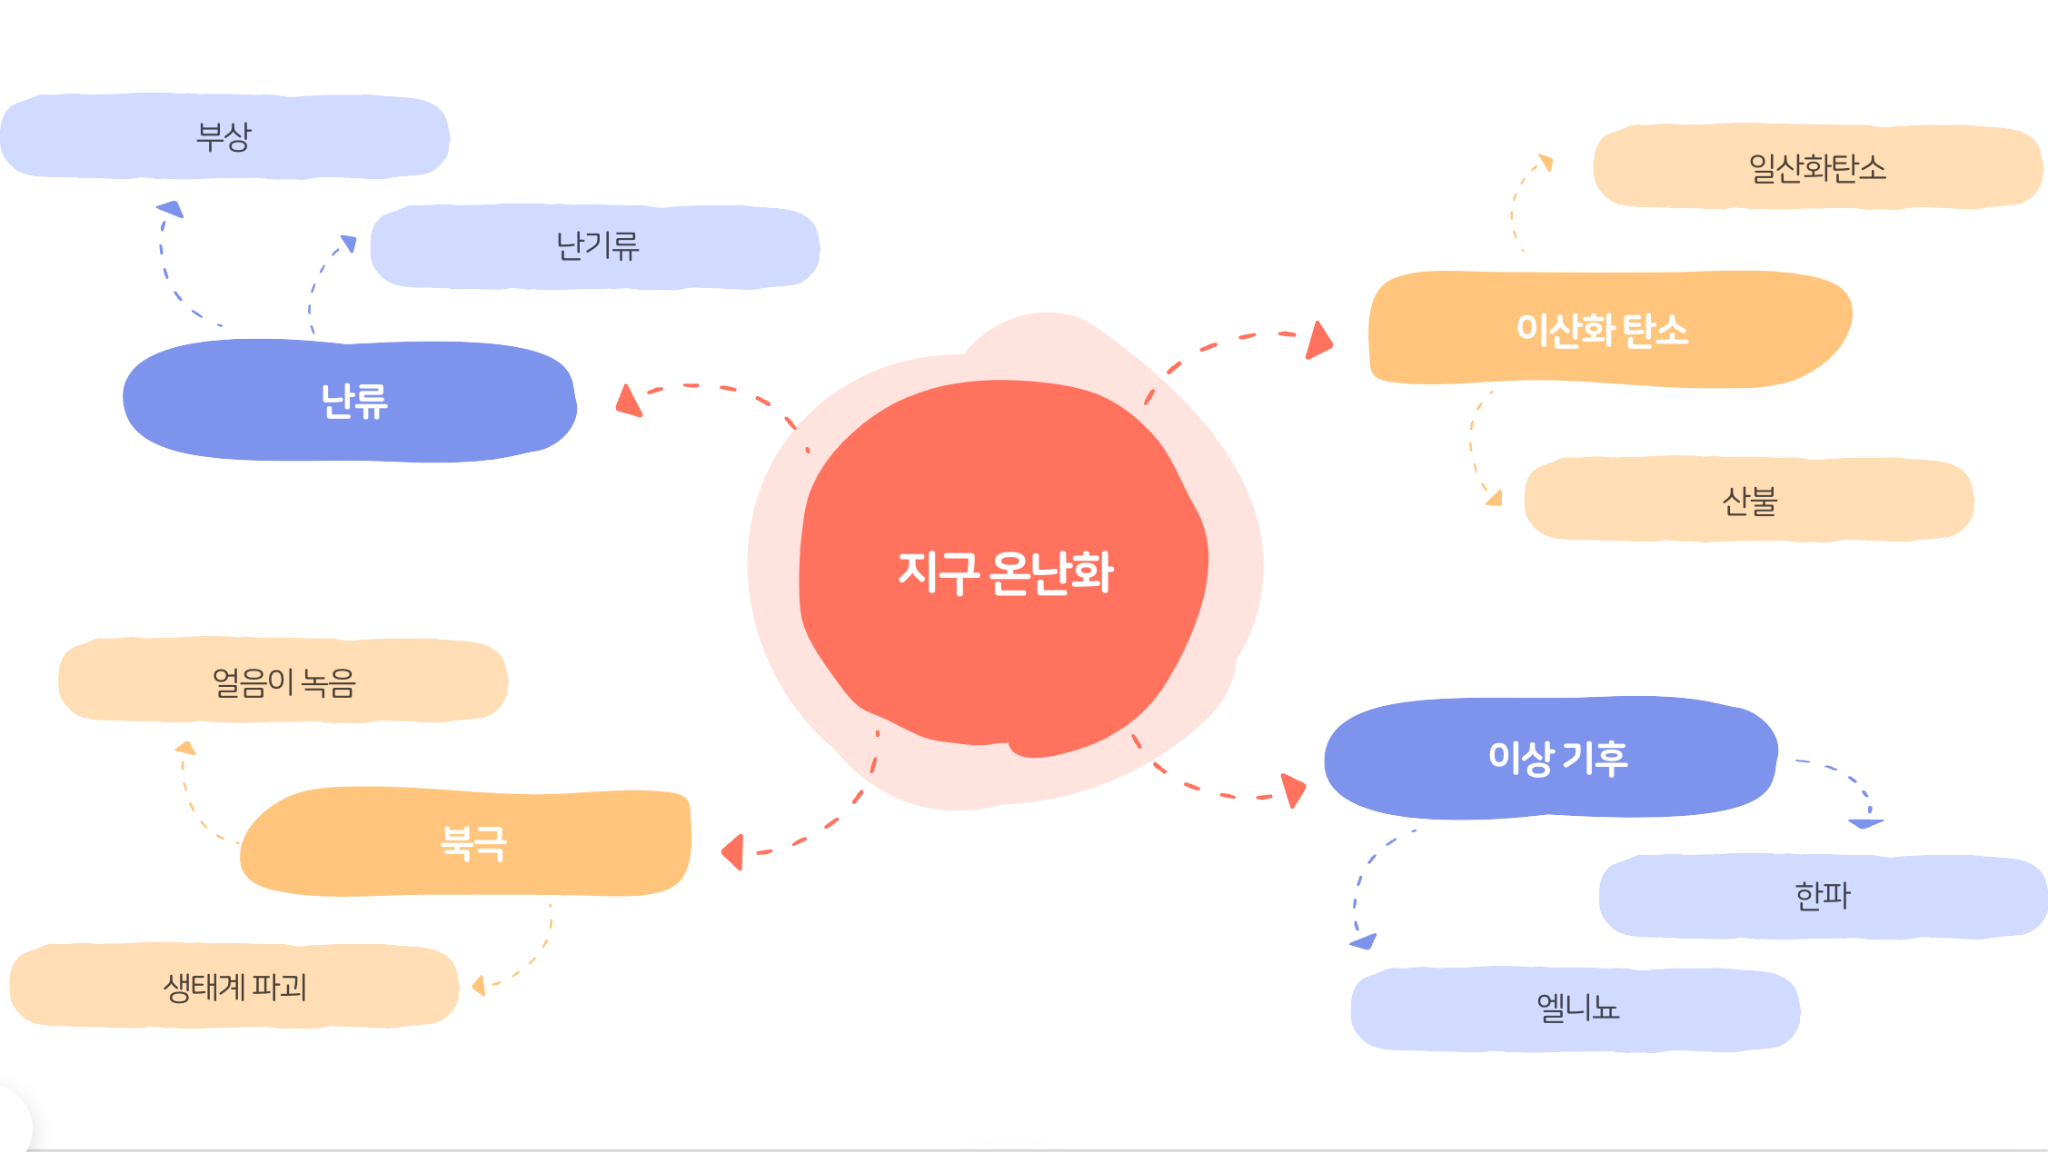 부상
난기류
난류
일산화탄소
이산화 탄소
산불
지구 온난화
얼음이 녹음
북극
생태계 파괴
이상 기후
한파
엘니뇨